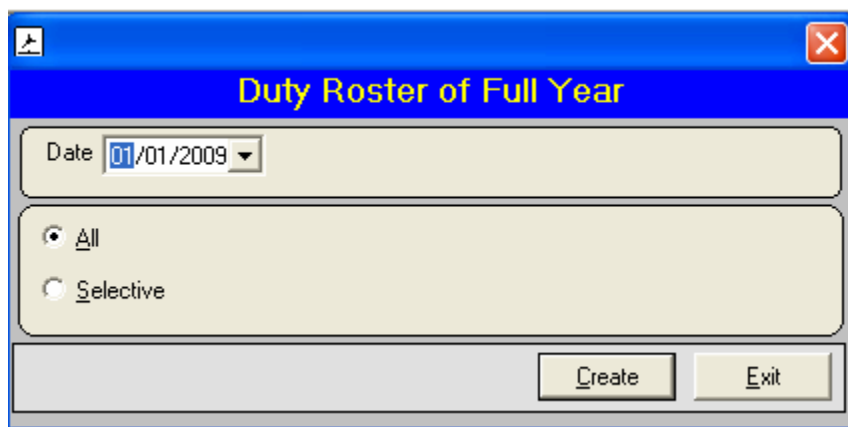 Duty Roster of Full Year
Date 01/01/2009
All
Selective
Create Exit